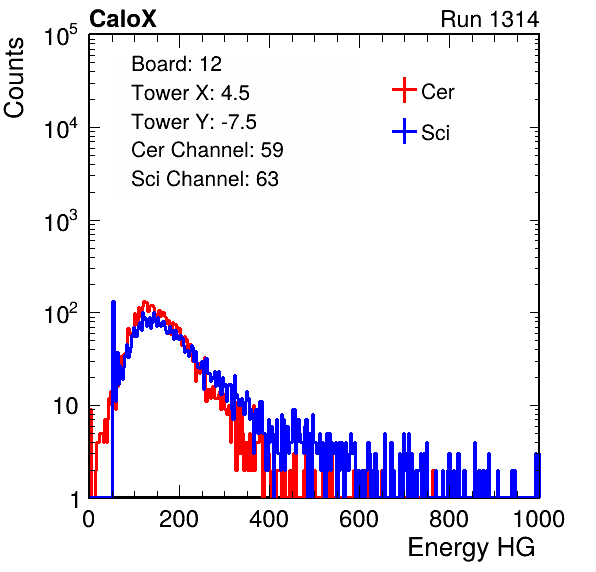 CaloX Run 1314
Counts
Board: 12
Tower X: 4.5
Tower Y: -7.5
Cer Channel: 59
Sci Channel: 63
Cer
Sci
10^5
10^4
10^3
10^2
10
1
0 200 400 600 800 1000
Energy HG